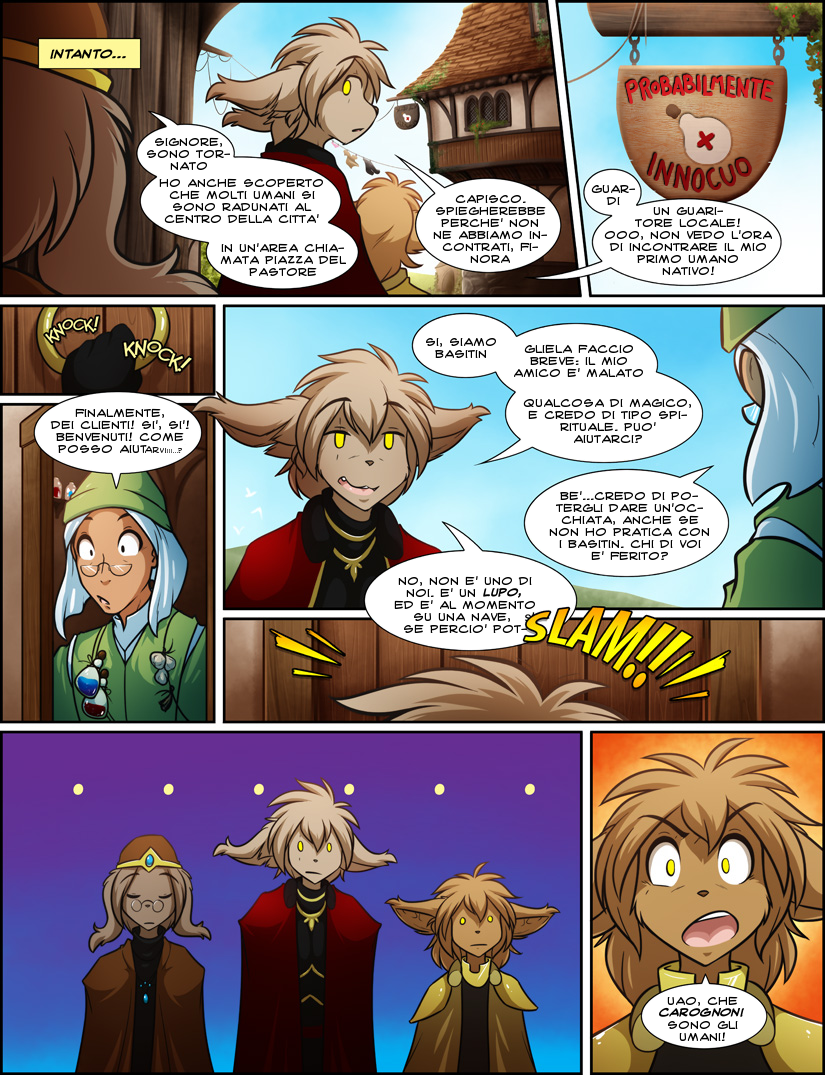 INTANTO...
SIGNORE,
SONO TOR-
NATO
HO ANCHE SCOPERTO
CHE MOLTI UMANI SI
SONO RADUNATI AL
CENTRO DELLA CITTA'
IN UN'AREA CHIA-
MATA PIAZZA DEL
PASTORE
CAPISCO.
SPIEGHEREBBE
PERCHE' NON
NE ABBIAMO IN-
CONTRATI, FI-
NORA
PROBABILMENTE
INNOCUO
GUAR-
DI
UN GUARI-
TORE LOCALE!
OOO, NON VEDO L'ORA
DI INCONTRARE IL MIO
PRIMO UMANO
NATIVO!
KNOCK!
KNOCK!
FINALMENTE,
DEI CLIENTI! SI', SI'!
BENVENUTI! COME
POSSO AIUTARVIIII...?
SI, SIAMO
BASITIN
GLIELA FACCIO
BREVE: IL MIO
AMICO E' MALATO
QUALCOSA DI MAGICO,
E CREDO DI TIPO SPI-
RITUALE. PUO'
AIUTARCI?
BE'...CREDO DI PO-
TERGLI DARE UN'OC-
CHIATA, ANCHE SE
NON HO PRATICA CON
I BASITIN. CHI DI VOI
E' FERITO?
NO, NON E' UNO DI
NOI. E' UN LUPO,
ED E' AL MOMENTO
SU UNA NAVE,
SE PERCIO' POT-
SLAM!!
UAO, CHE
CAROGNONI
SONO GLI
UMANI!